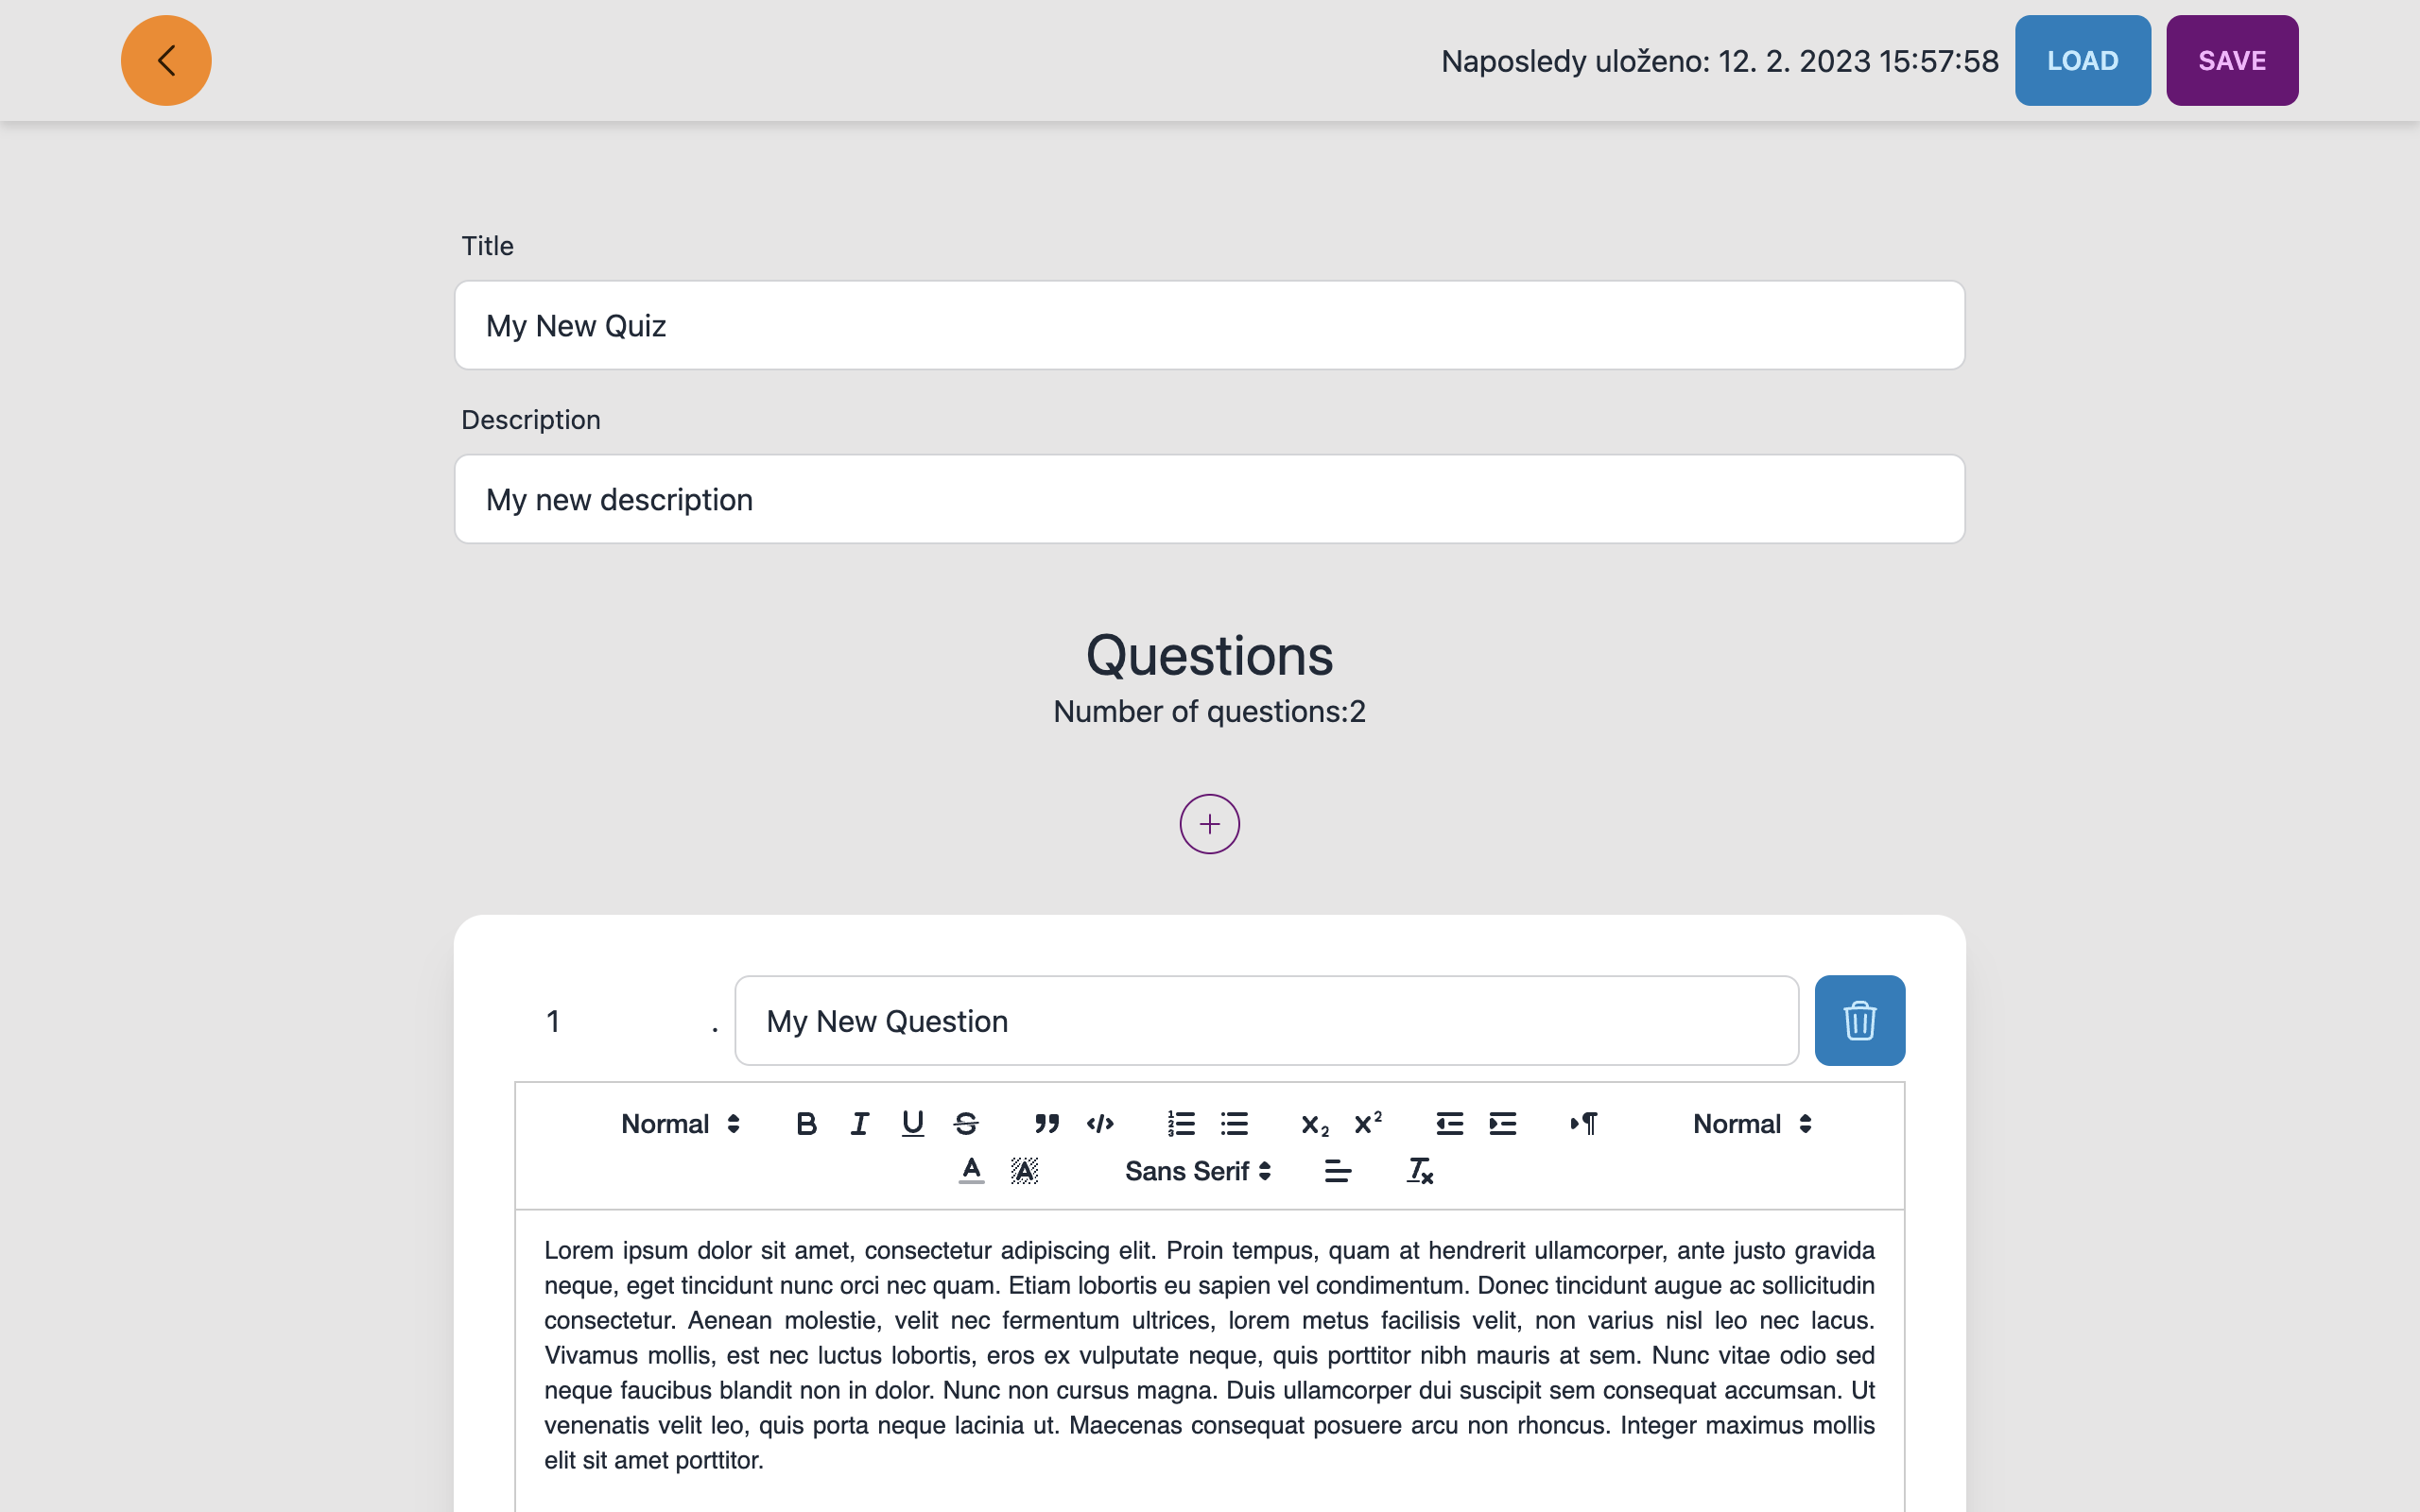 Naposledy uloženo: 12. 2. 2023 15:57:58 LOAD SAVE
Title
My New Quiz
Description
My new description
Questions
Number of questions:2
1 . My New Question
Normal Normal
Sans Serif
Lorem ipsum dolor sit amet, consectetur adipiscing elit. Proin tempus, quam at hendrerit ullamcorper, ante justo gravida
neque, eget tincidunt nunc orci nec quam. Etiam lobortis eu sapien vel condimentum. Donec tincidunt augue ac sollicitudin
consectetur. Aenean molestie, velit nec fermentum ultrices, lorem metus facilisis velit, non varius nisl leo nec lacus.
Vivamus mollis, est nec luctus lobortis, eros ex vulputate neque, quis porttitor nibh mauris at sem. Nunc vitae odio sed
neque faucibus blandit non in dolor. Nunc non cursus magna. Duis ullamcorper dui suscipit sem consequat accumsan. Ut
venenatis velit leo, quis porta neque lacinia ut. Maecenas consequat posuere arcu non rhoncus. Integer maximus mollis
elit sit amet porttitor.